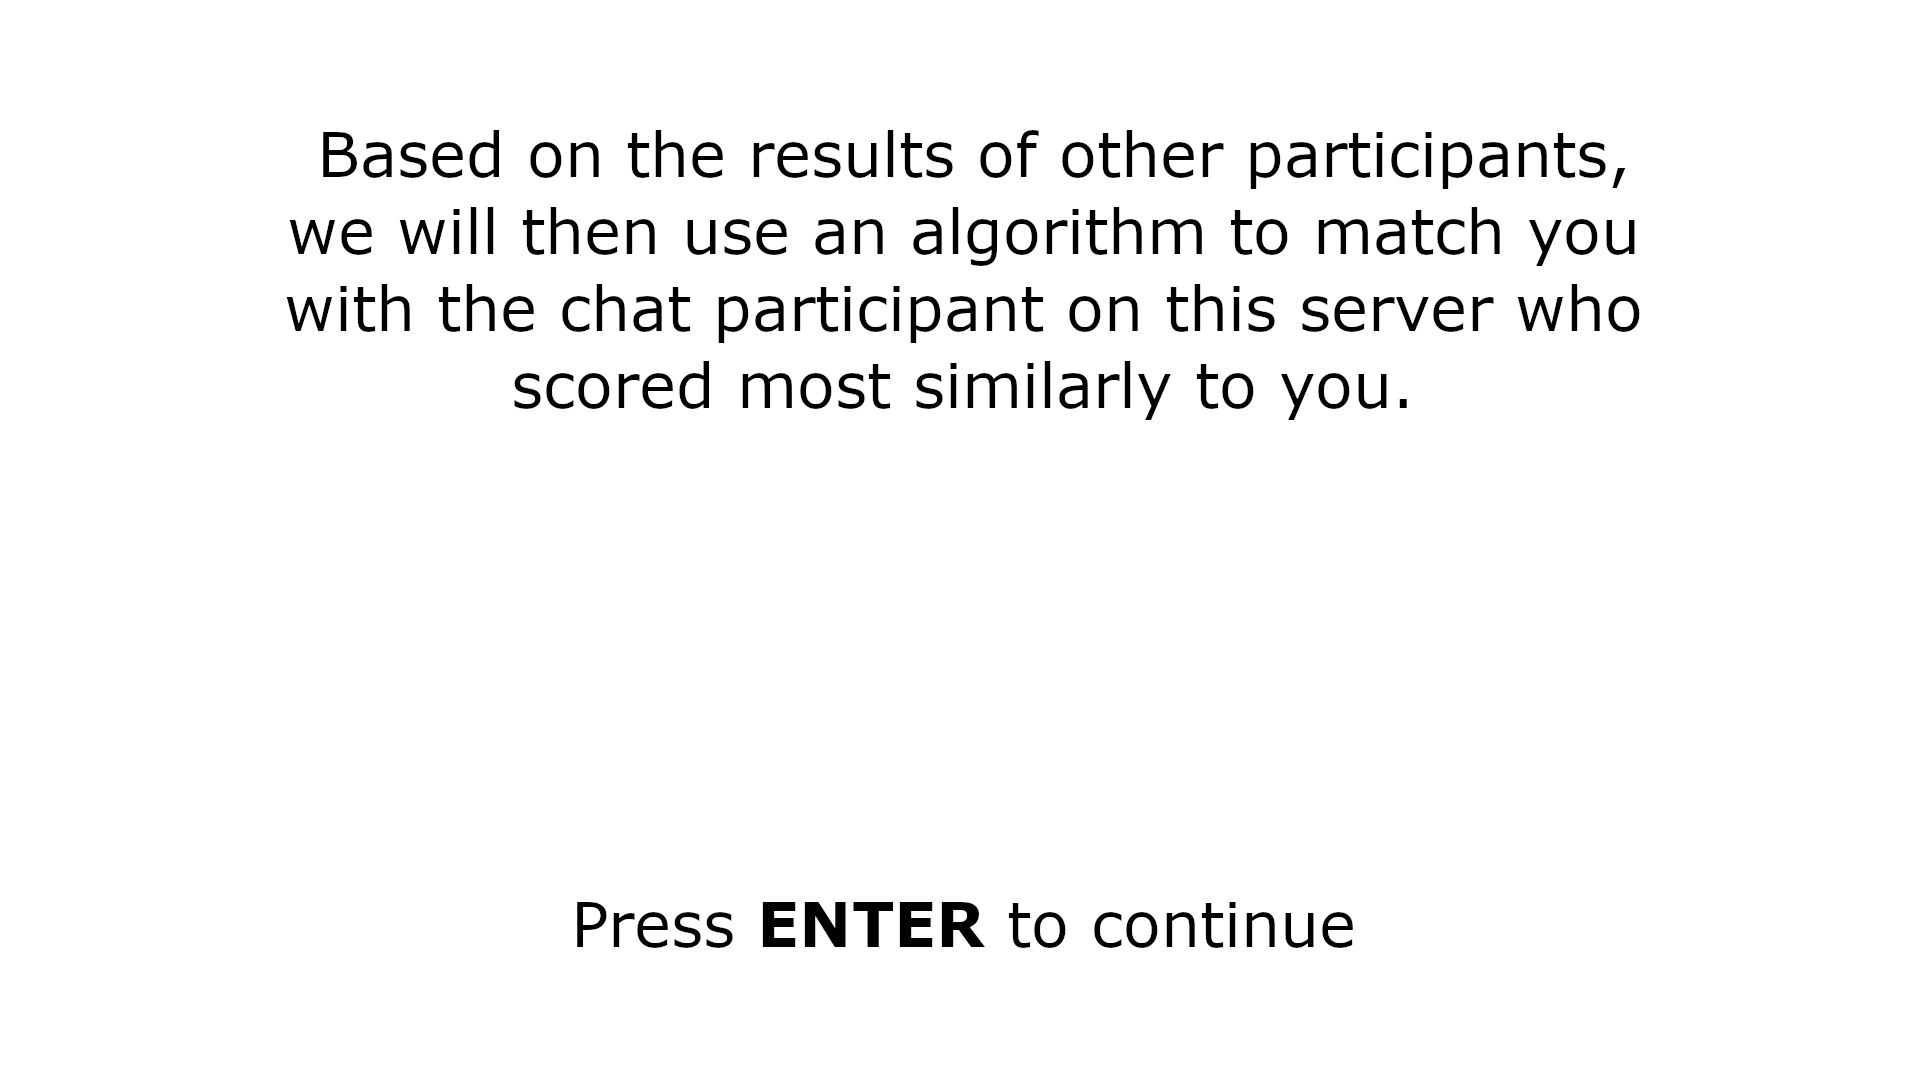 Based on the results of other participants,
we will then use an algorithm to match you
with the chat participant on this server who
scored most similarly to you.
Press ENTER to continue